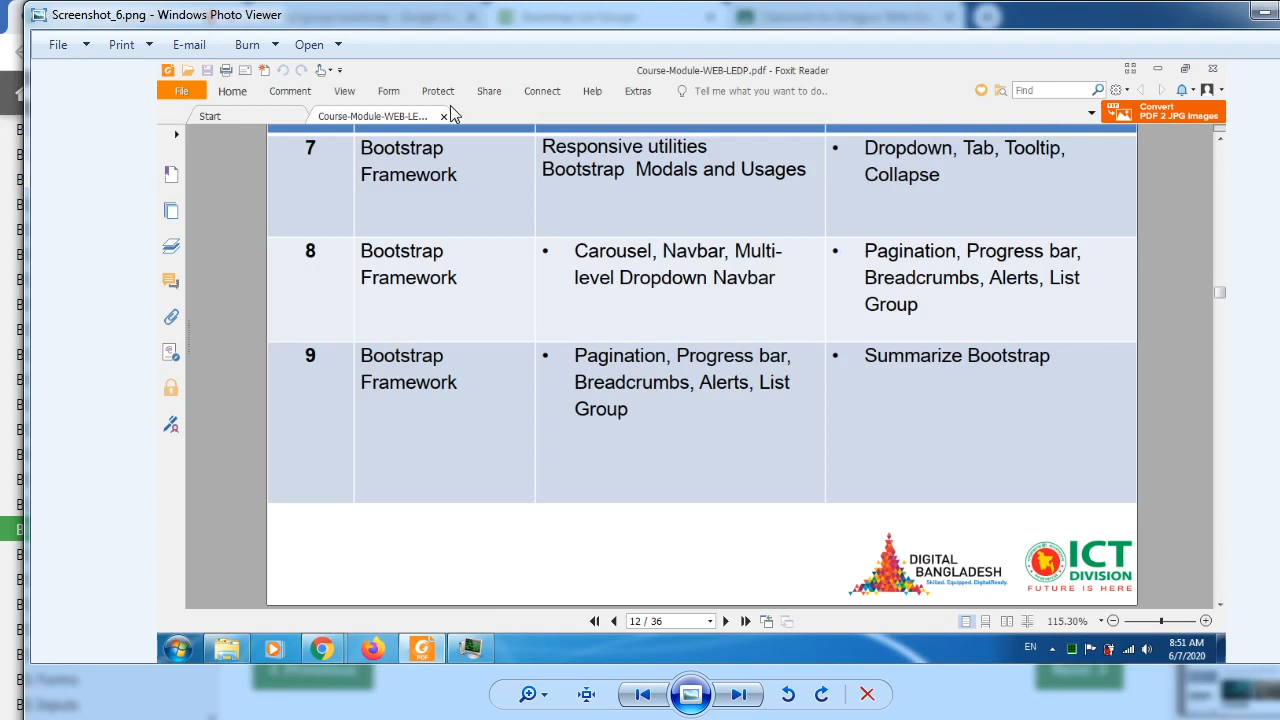 Screenshot_6.png - Windows Photo Viewer
File Print E-mail Burn Open
Course-Module-WEB-LEDP.pdf - Foxit Reader
File Home Comment View Form Protect Share Connect Help Extras Tell me what you want to do.. Find
Start Course-Module-WEB-LE... Convert
PDF 2 JPG Images
7 Bootstrap Framework
Responsive utilities
Bootstrap Modals and Usages
• Dropdown, Tab, Tooltip,
Collapse
8 Bootstrap Framework
• Carousel, Navbar, Multi-
level Dropdown Navbar
• Pagination, Progress bar,
Breadcrumbs, Alerts, List
Group
9 Bootstrap Framework
• Pagination, Progress bar,
Breadcrumbs, Alerts, List
Group
• Summarize Bootstrap
DIGITAL
BANGLADESH
Skilled. Equipped. DigitalReady.
ICT
DIVISION
FUTURE IS HERE
12 / 36 115.30%
EN 8:51 AM
6/7/2020